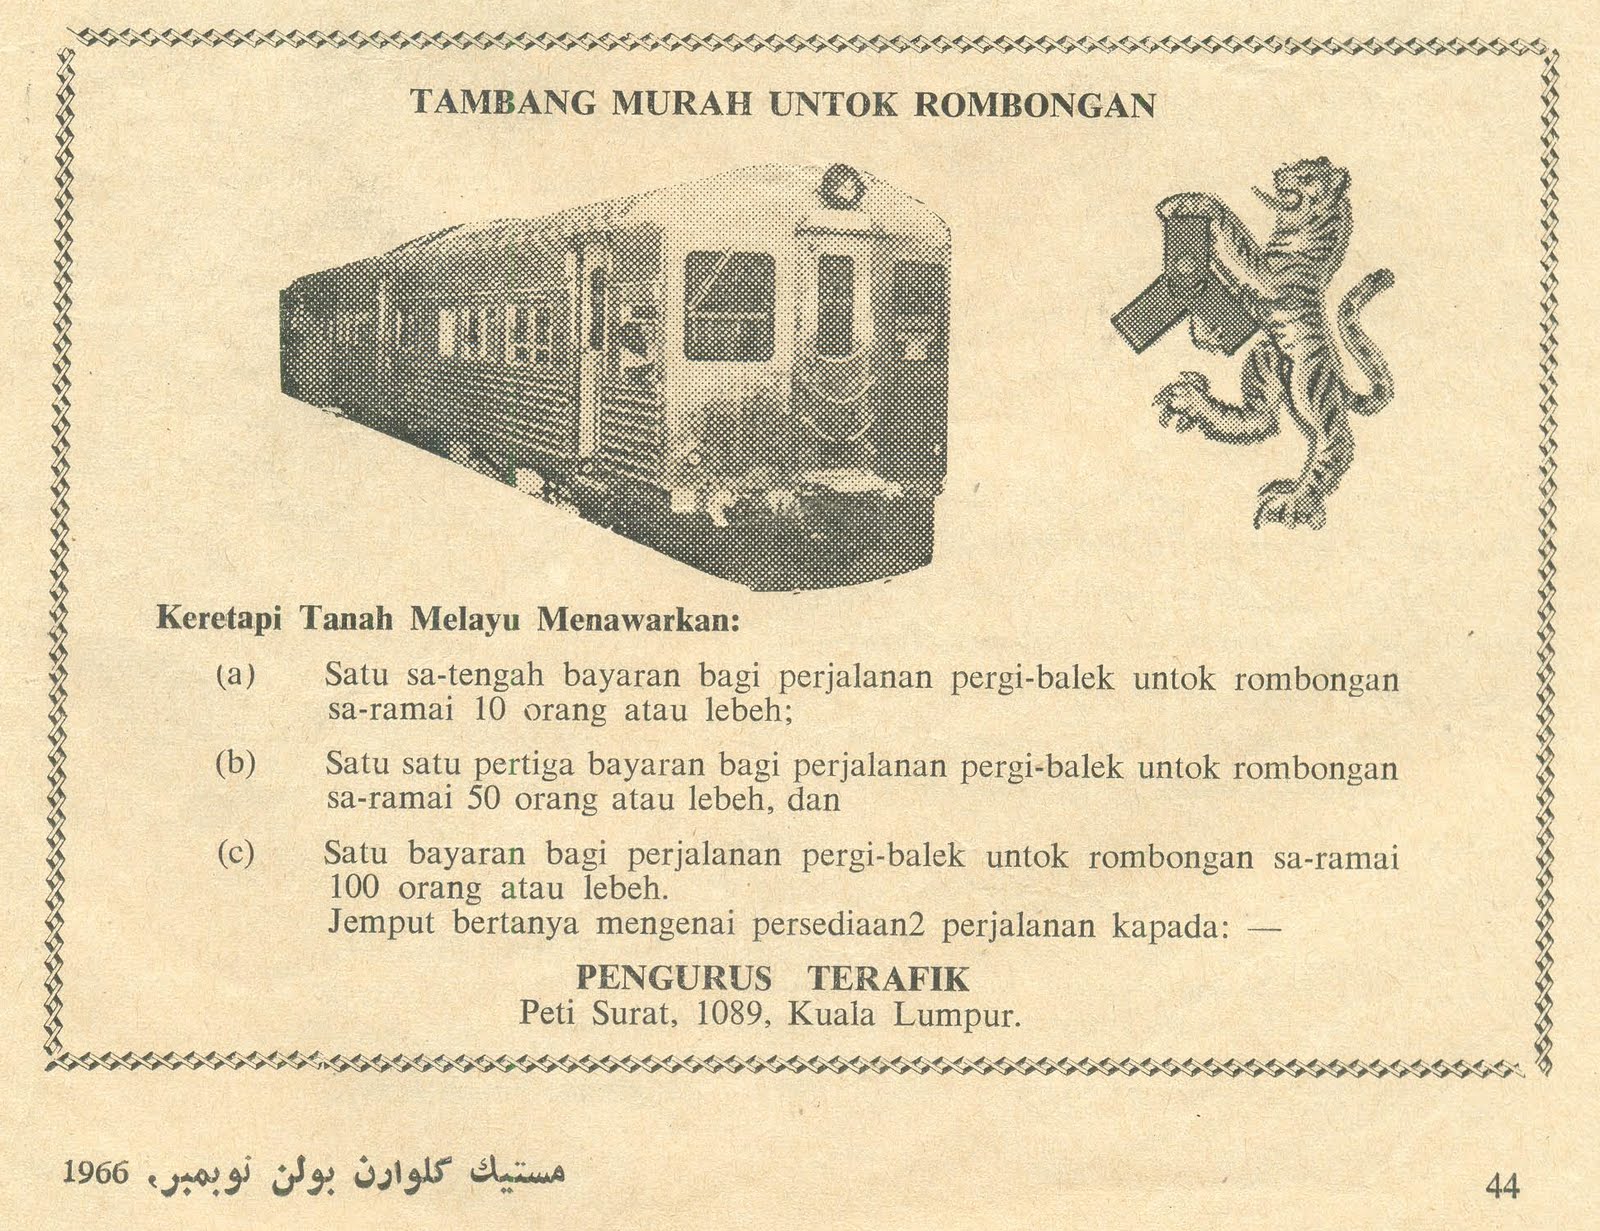 TAMBANG MURAH UNTOK ROMBONGAN
Keretapi Tanah Melayu Menawarkan:
(a) Satu sa-tengah bayaran bagi perjalanan pergi-balek untok rombongan
sa-ramai 10 orang atau lebeh;
(b) Satu satu pertiga bayaran bagi perjalanan pergi-balek untok rombongan
sa-ramai 50 orang atau lebeh, dan
(c) Satu bayaran bagi perjalanan pergi-balek untok rombongan sa-ramai
100 orang atau lebeh.
Jemput bertanya mengenai persediaan2 perjalanan kapada: —
PENGURUS TERAFIK
Peti Surat, 1089, Kuala Lumpur.
مستيك کلوارن بولن نوبمبر، 1966
44